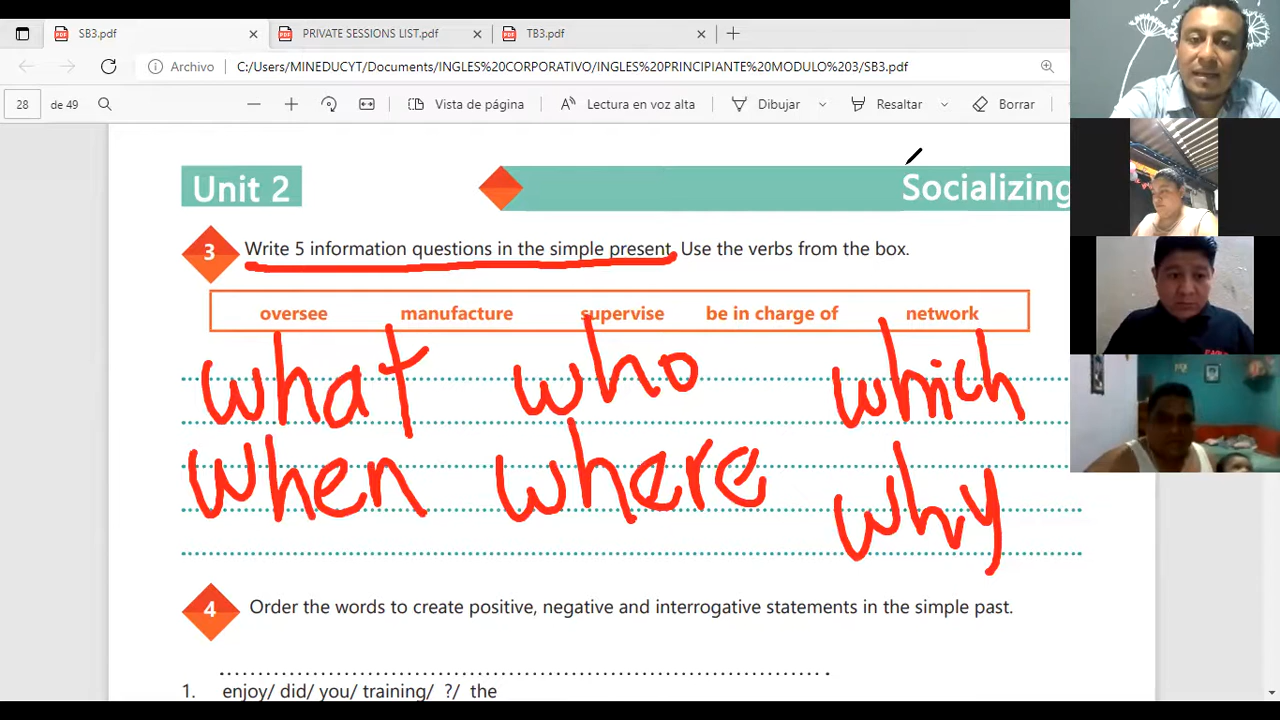 SB3.pdf PRIVATE SESSIONS LIST.pdf TB3.pdf
Archivo C:/Users/MINEDUCYT/Documents/INGLES%20CORPORATIVO/INGLES%20PRINCIPIANTE%20MODULO%203/SB3.pdf
28 de 49 Vista de página Lectura en voz alta Dibujar Resaltar Borrar
Unit 2 Socializing
3 Write 5 information questions in the simple present. Use the verbs from the box.
oversee manufacture supervise be in charge of network
what who which
when where why
4 Order the words to create positive, negative and interrogative statements in the simple past.
1. enjoy/ did/ you/ training/ ?/ the